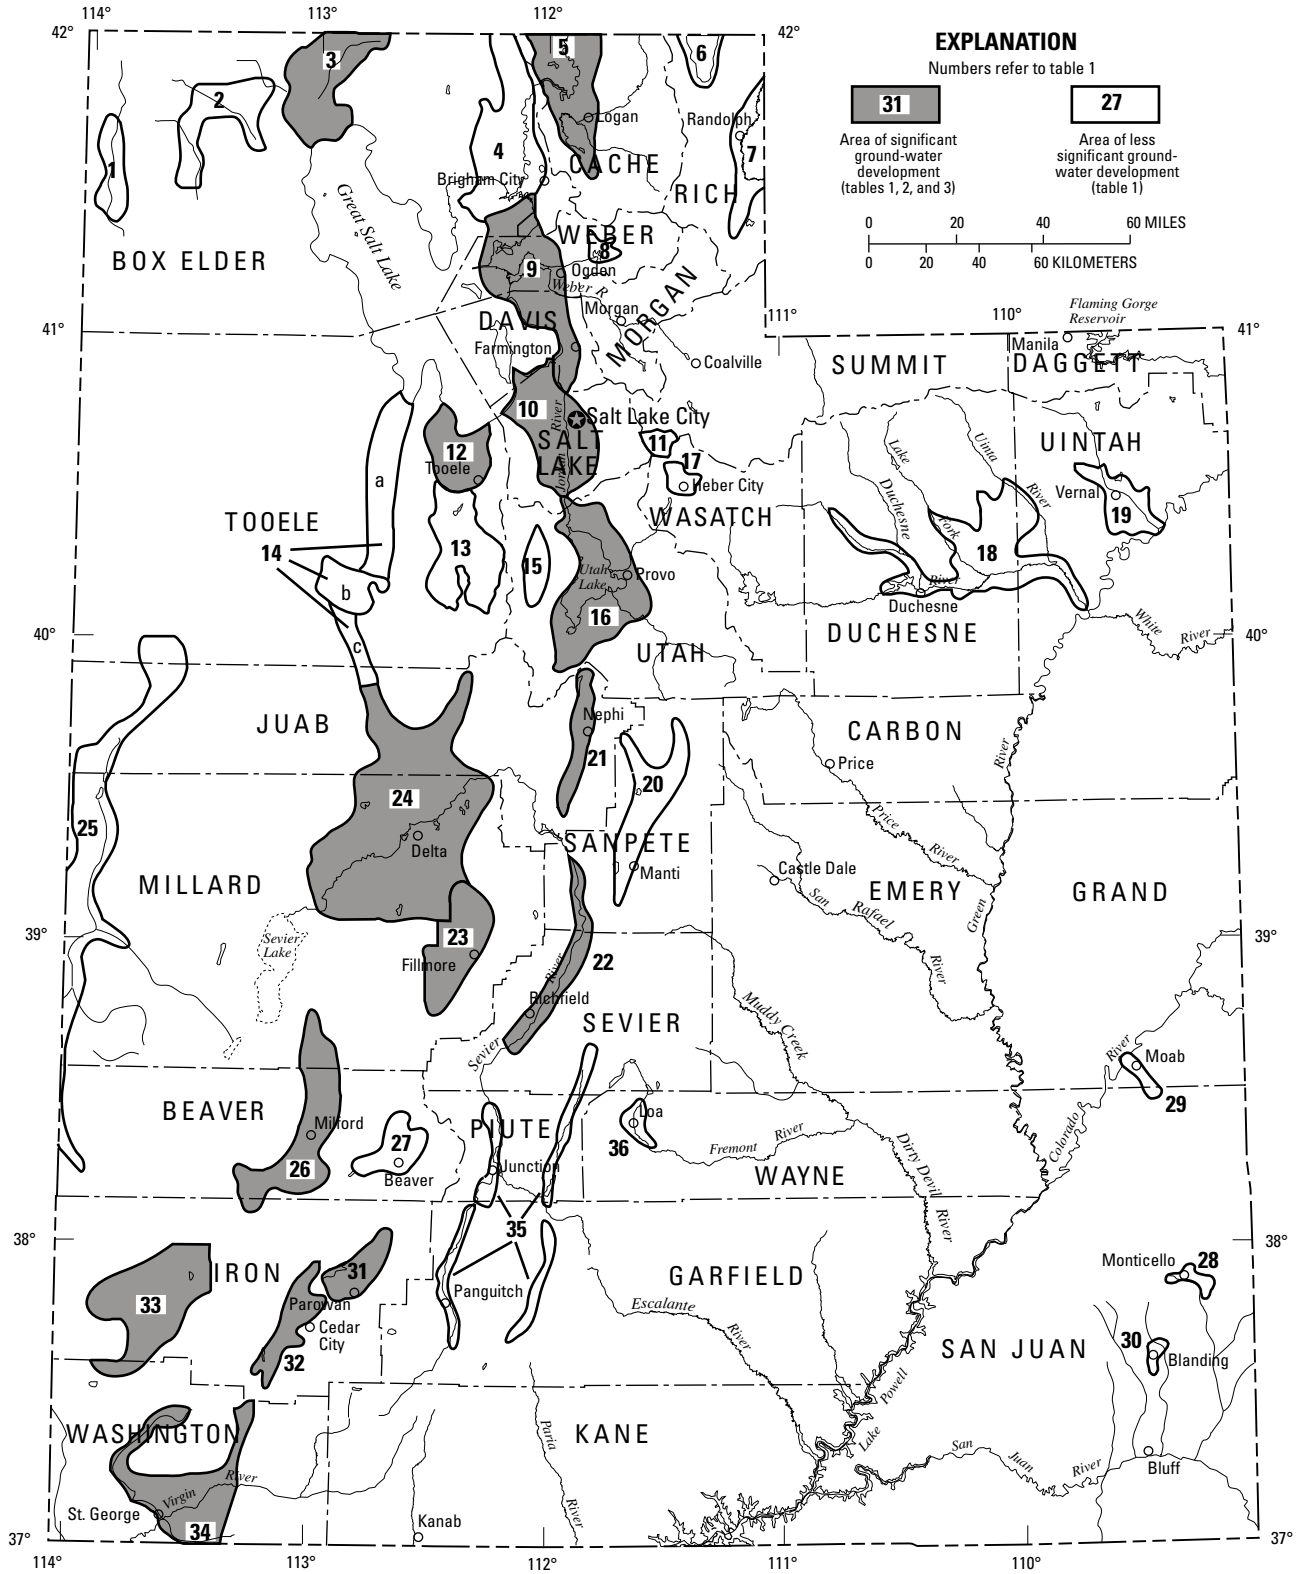 114°
113°
112°
42°
42°
EXPLANATION
Numbers refer to table 1
31
27
Area of significant
ground-water
development
(tables 1, 2, and 3)
Area of less
significant ground-
water development
(table 1)
0 20 40 60 MILES
0 20 40 60 KILOMETERS
3
5
6
2
Logan
Randolph
1
4
7
CACHE
Brigham City
RICH
Great Salt Lake
WEBER
8
BOX ELDER
9
Ogden
Weber R
MORGAN
Morgan
111°
110°
Flaming Gorge
Reservoir
41°
41°
DAVIS
Farmington
Coalville
SUMMIT
Manila
DAGGETT
10
River
Salt Lake City
SALT
LAKE
Jordan
11
12
Tooele
17
Heber City
UINTAH
Lake
Fork
Uinta
River
Vernal
19
a
Duchesne
River
TOOELE
WASATCH
14
13
15
18
b
Utah
Lake
Provo
Duchesne
16
c
40°
40°
UTAH
DUCHESNE
White
River
JUAB
Nephi
21
CARBON
Price
River
20
24
25
Delta
SANPETE
Manti
Price
River
Castle Dale
MILLARD
EMERY
GRAND
San
Rafael
River
Green
39°
39°
Sevier
Lake
23
Fillmore
22
River
Richfield
SEVIER
Sevier
Muddy Creek
River
Moab
29
BEAVER
Milford
27
Beaver
26
PIUTE
Junction
Loa
36
Fremont
River
WAYNE
Dirty Devil
River
Colorado
35
38°
38°
IRON
31
Parowan
33
Cedar
City
32
Panguitch
GARFIELD
Escalante
River
Monticello
28
SAN JUAN
30
Blanding
Powell
Lake
WASHINGTON
KANE
Paria
River
San
Juan
River
Bluff
St. George
Virgin
River
34
Kanab
37°
37°
114°
113°
112°
111°
110°